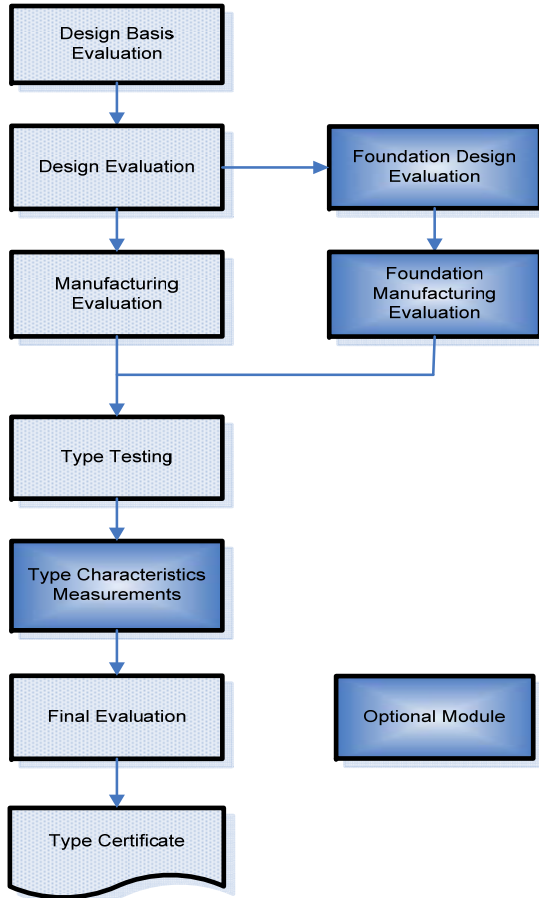 Design Basis
Evaluation
Design Evaluation
Foundation Design
Evaluation
Manufacturing
Evaluation
Foundation
Manufacturing
Evaluation
Type Testing
Type Characteristics
Measurements
Final Evaluation
Optional Module
Type Certificate